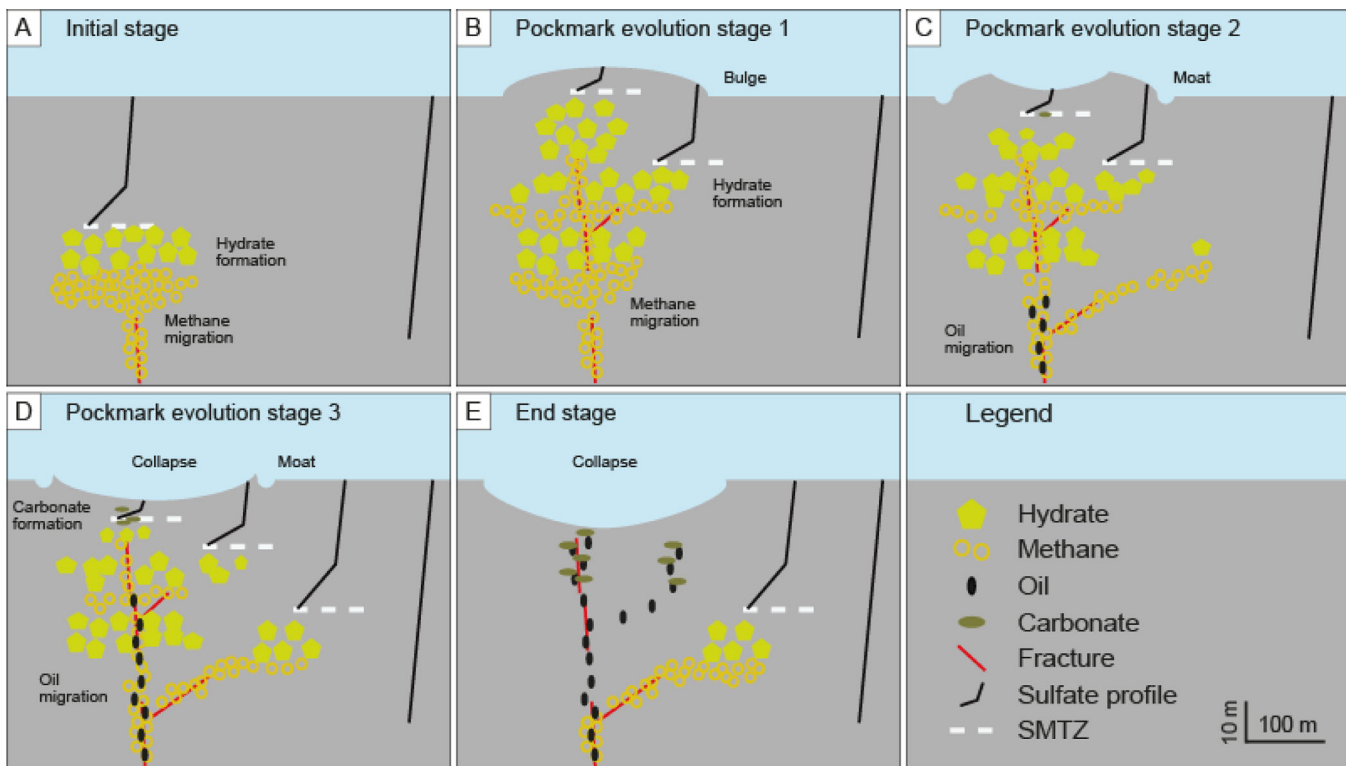 A
Initial stage
Hydrate
formation
Methane
migration
B
Pockmark evolution stage 1
Bulge
Hydrate
formation
Methane
migration
C
Pockmark evolution stage 2
Moat
Oil
migration
D
Pockmark evolution stage 3
Collapse
Moat
Carbonate
formation
Oil
migration
E
End stage
Collapse
Legend
Hydrate
Methane
Oil
Carbonate
Fracture
Sulfate profile
SMTZ
10 m
100 m